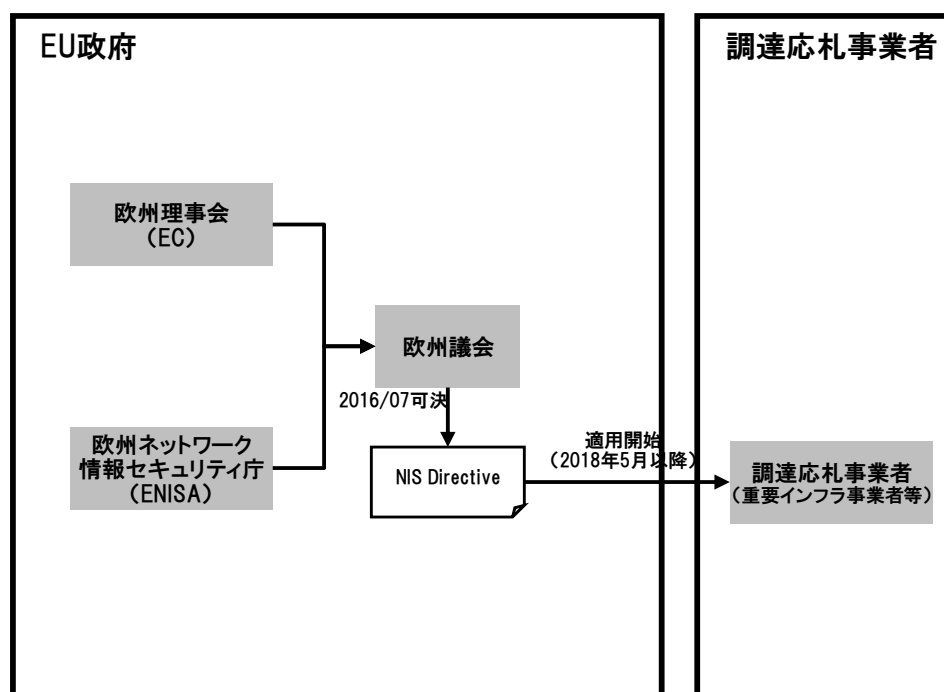 EU政府
調達応札事業者
欧州理事会
（EC）
欧州議会
2016/07可決
欧州ネットワーク
情報セキュリティ庁
（ENISA）
NIS Directive
適用開始
（2018年5月以降）
調達応札事業者
（重要インフラ事業者等）